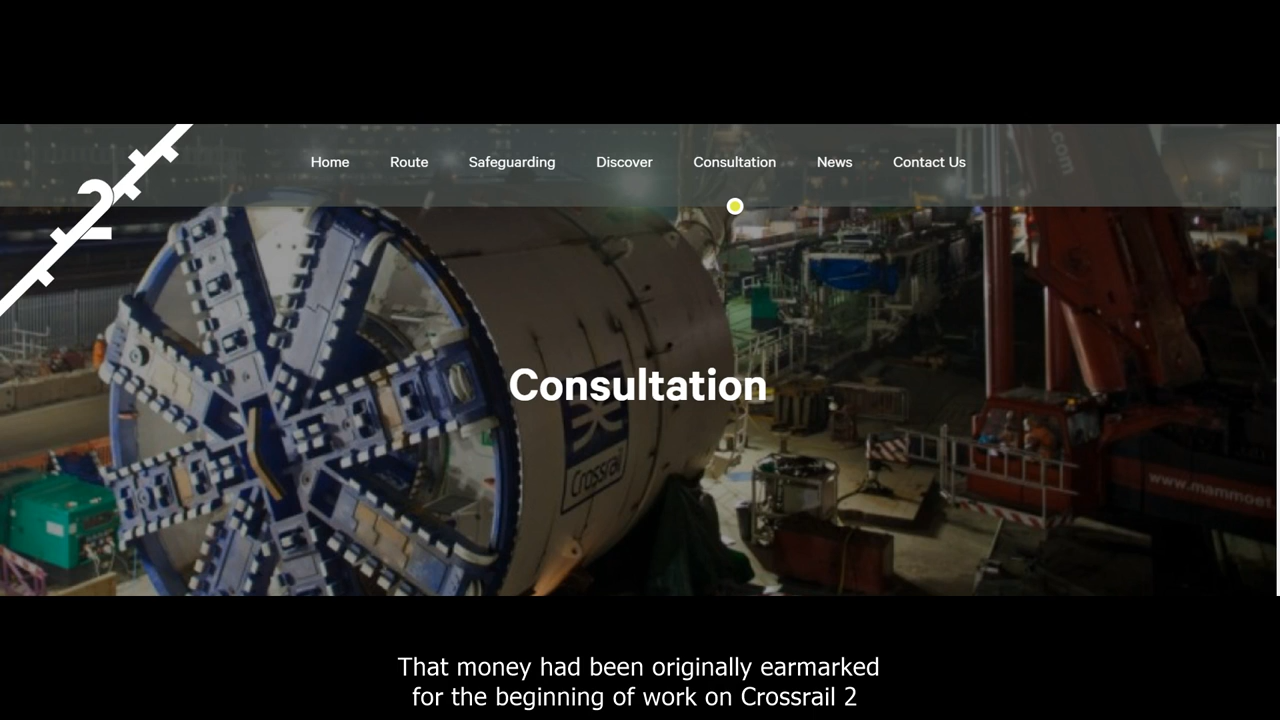 Home Route Safeguarding Discover Consultation News Contact Us
2
.com
Consultation
Crossrail
www.mammoet.
That money had been originally earmarked
for the beginning of work on Crossrail 2